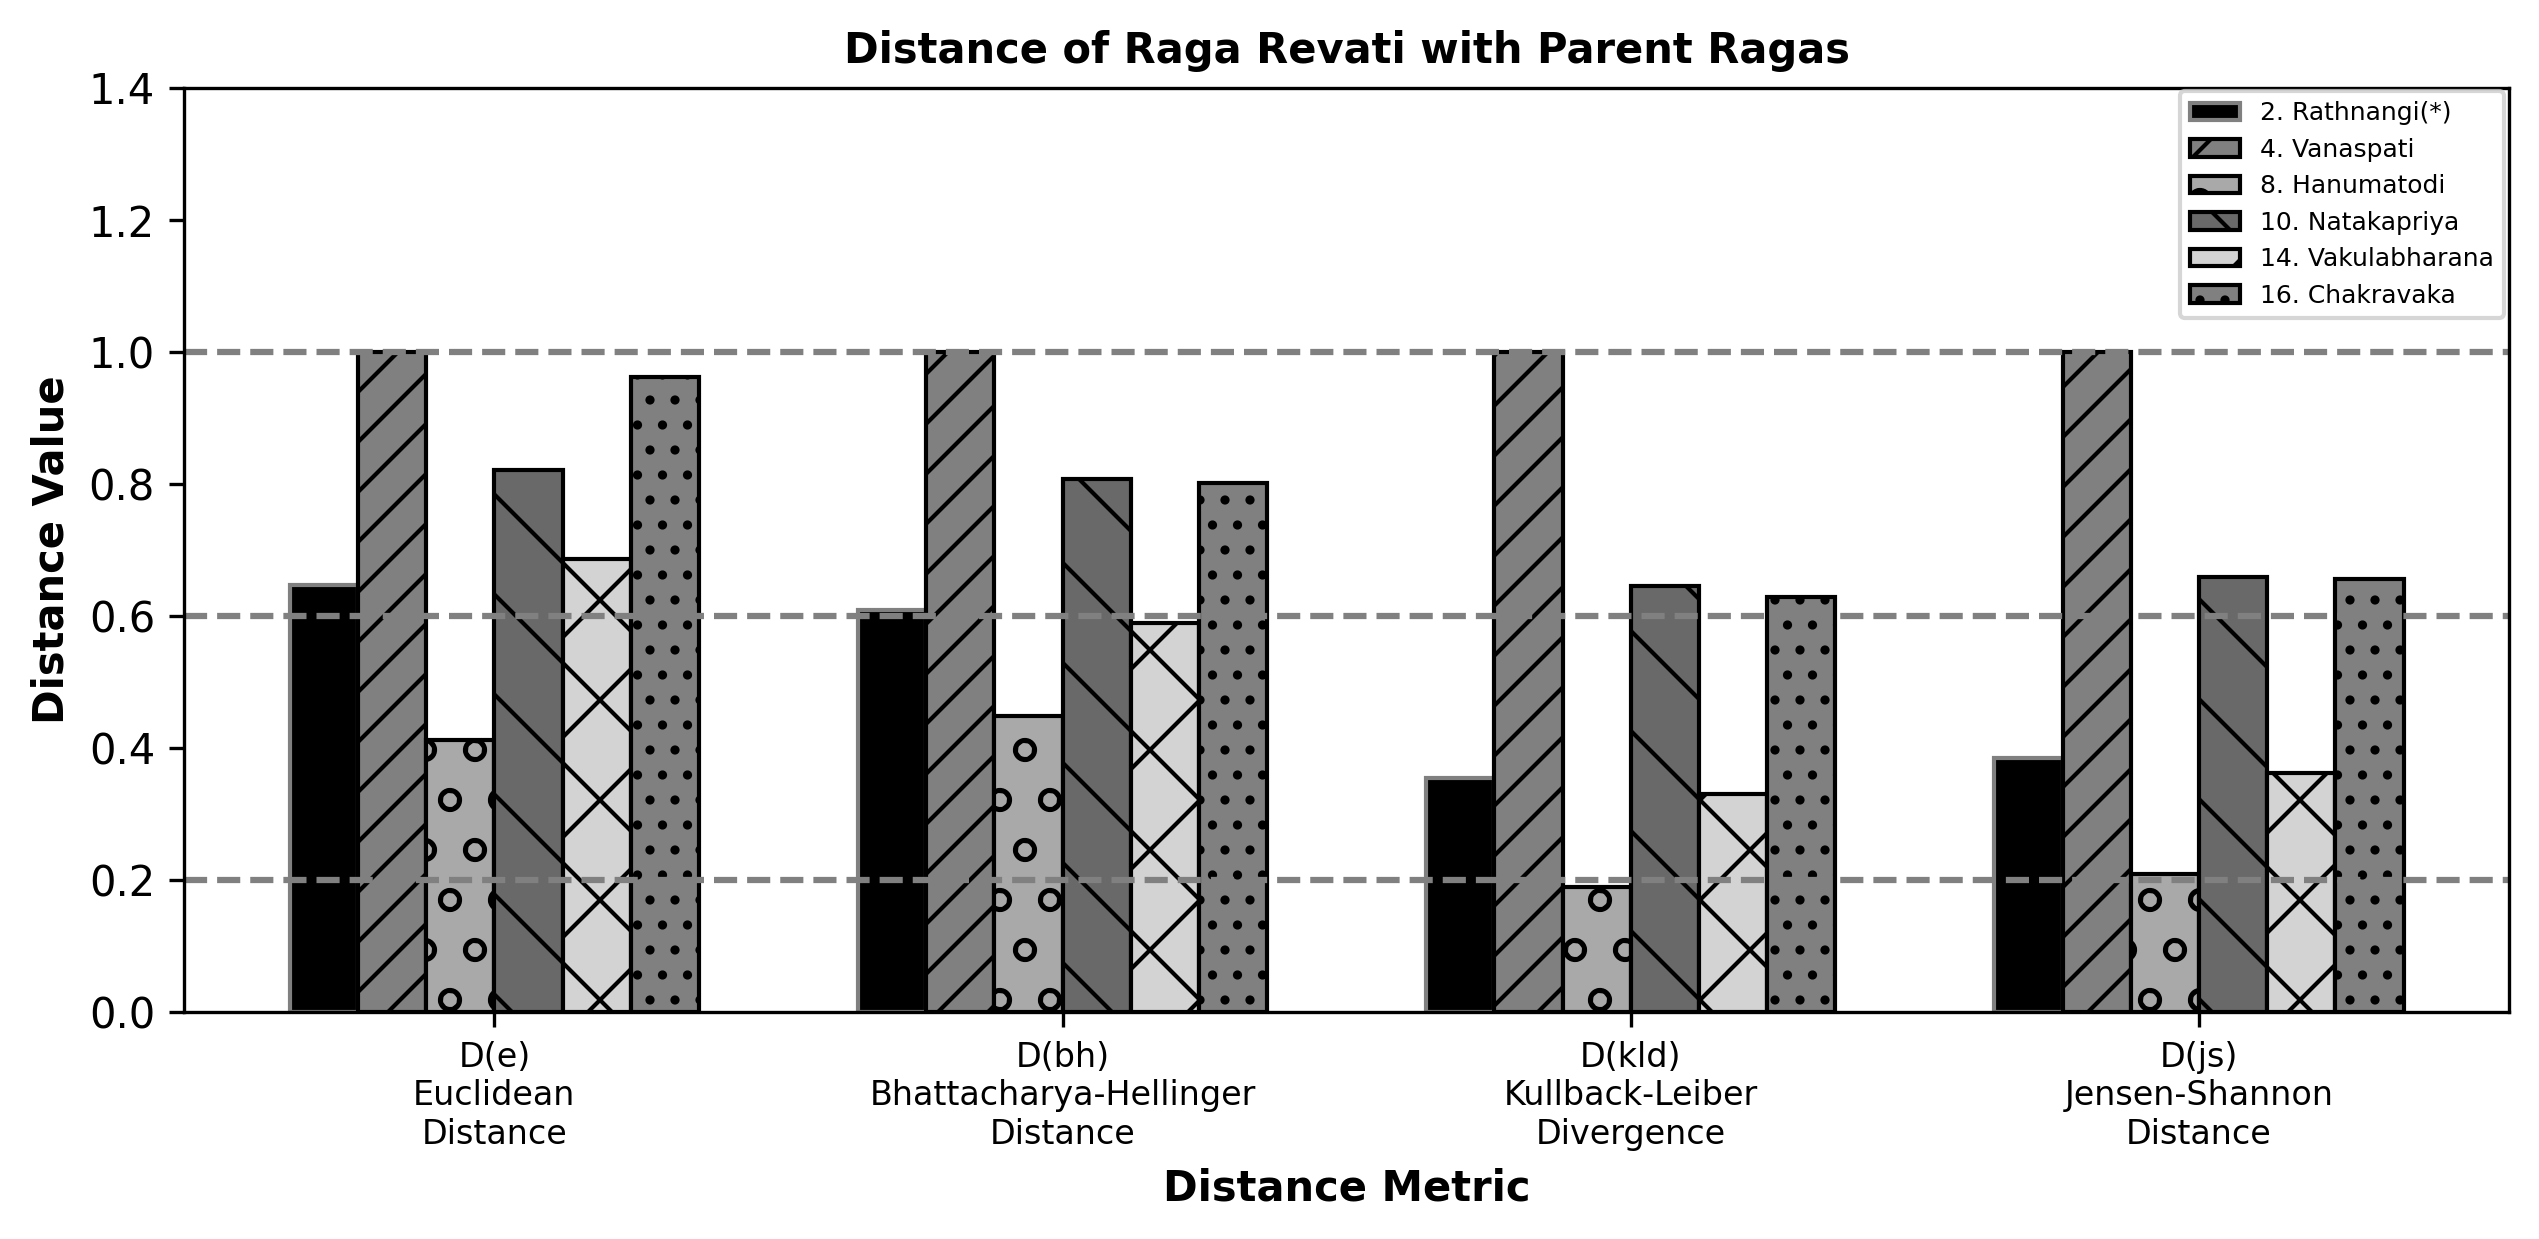 Distance of Raga Revati with Parent Ragas
1.4
1.2
1.0
0.8
0.6
0.4
0.2
0.0
Distance Value
2. Rathnangi(*)
4. Vanaspati
8. Hanumatodi
10. Natakapriya
14. Vakulabharana
16. Chakravaka
D(e)
Euclidean
Distance
D(bh)
Bhattacharya-Hellinger
Distance
D(kld)
Kullback-Leiber
Divergence
D(js)
Jensen-Shannon
Distance
Distance Metric